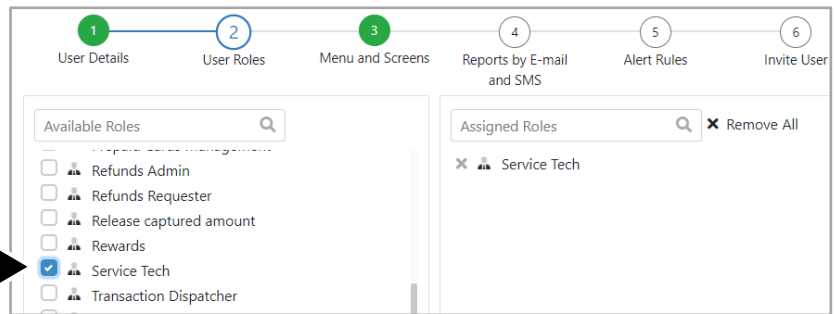 1
2
3
4
5
6
User Details
User Roles
Menu and Screens
Reports by E-mail
and SMS
Alert Rules
Invite User
Available Roles
Refunds Admin
Refunds Requester
Release captured amount
Rewards
Service Tech
Transaction Dispatcher
Assigned Roles
Remove All
Service Tech